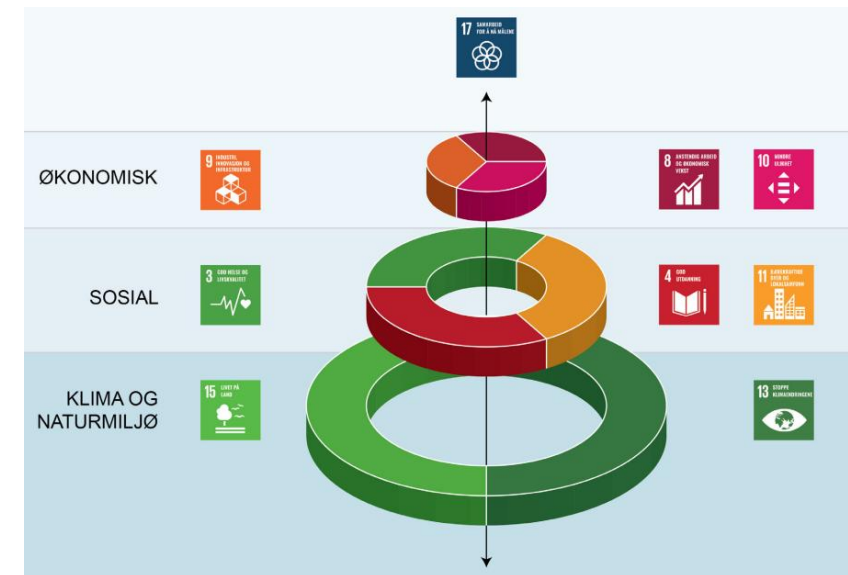 17 SAMARBEID
FOR Å NÅ MÅLENE
ØKONOMISK
9 INDUSTRI,
INNOVASJON OG
INFRASTRUKTUR
8 ANSTENDIG ARBEID
OG ØKONOMISK
VEKST
10 MINDRE
ULIKHET
SOSIAL
3 GOD HELSE OG
LIVSKVALITET
4 GOD
UTDANNING
11 BÆREKRAFTIGE
BYER OG
LOKALSAMFUNN
KLIMA OG
NATURMILJØ
15 LIVET PÅ
LAND
13 STOPPE
KLIMAENDRINGENE